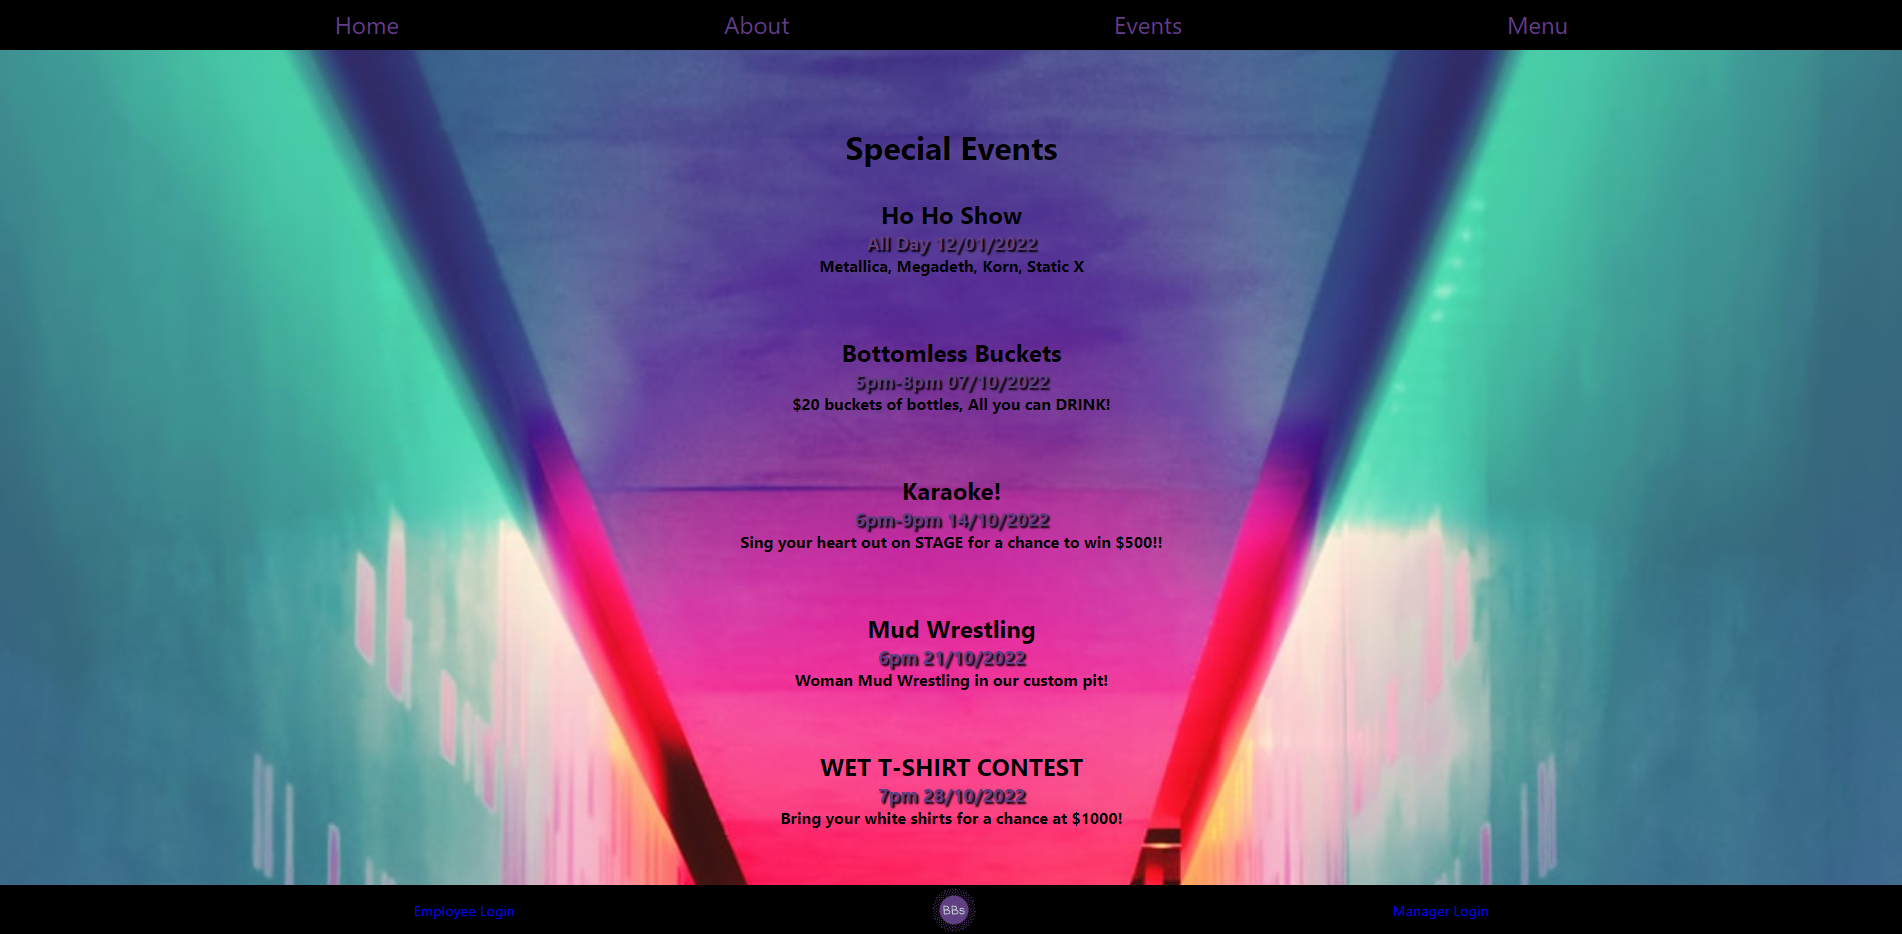 Home About Events Menu
Special Events
Ho Ho Show
All Day 12/01/2022
Metallica, Megadeth, Korn, Static X
Bottomless Buckets
5pm-8pm 07/10/2022
$20 buckets of bottles, All you can DRINK!
Karaoke!
6pm-9pm 14/10/2022
Sing your heart out on STAGE for a chance to win $500!!
Mud Wrestling
6pm 21/10/2022
Woman Mud Wrestling in our custom pit!
WET T-SHIRT CONTEST
7pm 28/10/2022
Bring your white shirts for a chance at $1000!
Employee Login BBs Manager Login